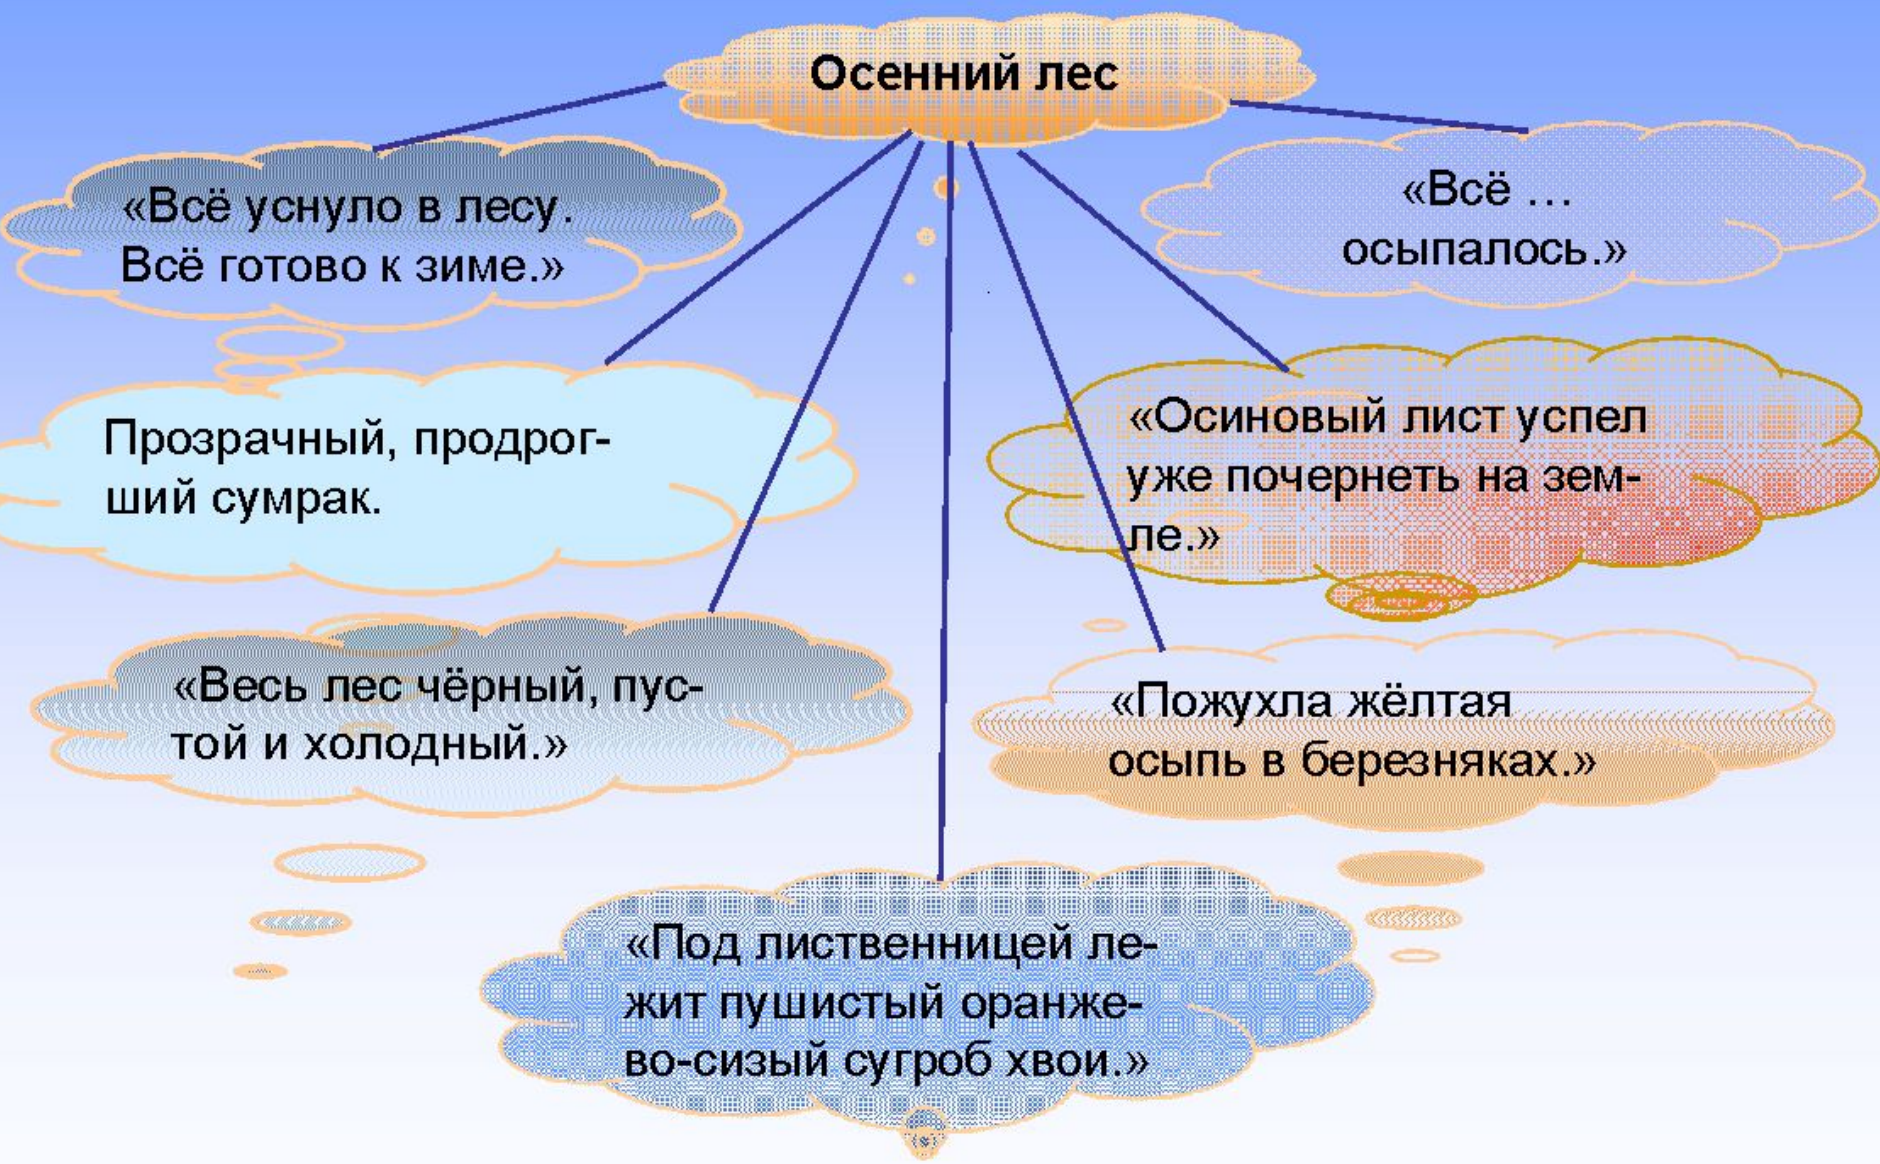 Осенний лес
«Всё уснуло в лесу.
Всё готово к зиме.»
«Всё …
осыпалось.»
Прозрачный, продрог-
ший сумрак.
«Осиновый лист успел
уже почернеть на зем-
ле.»
«Весь лес чёрный, пус-
той и холодный.»
«Пожухла жёлтая
осыпь в березняках.»
«Под лиственницей ле-
жит пушистый оранже-
во-сизый сугроб хвои.»